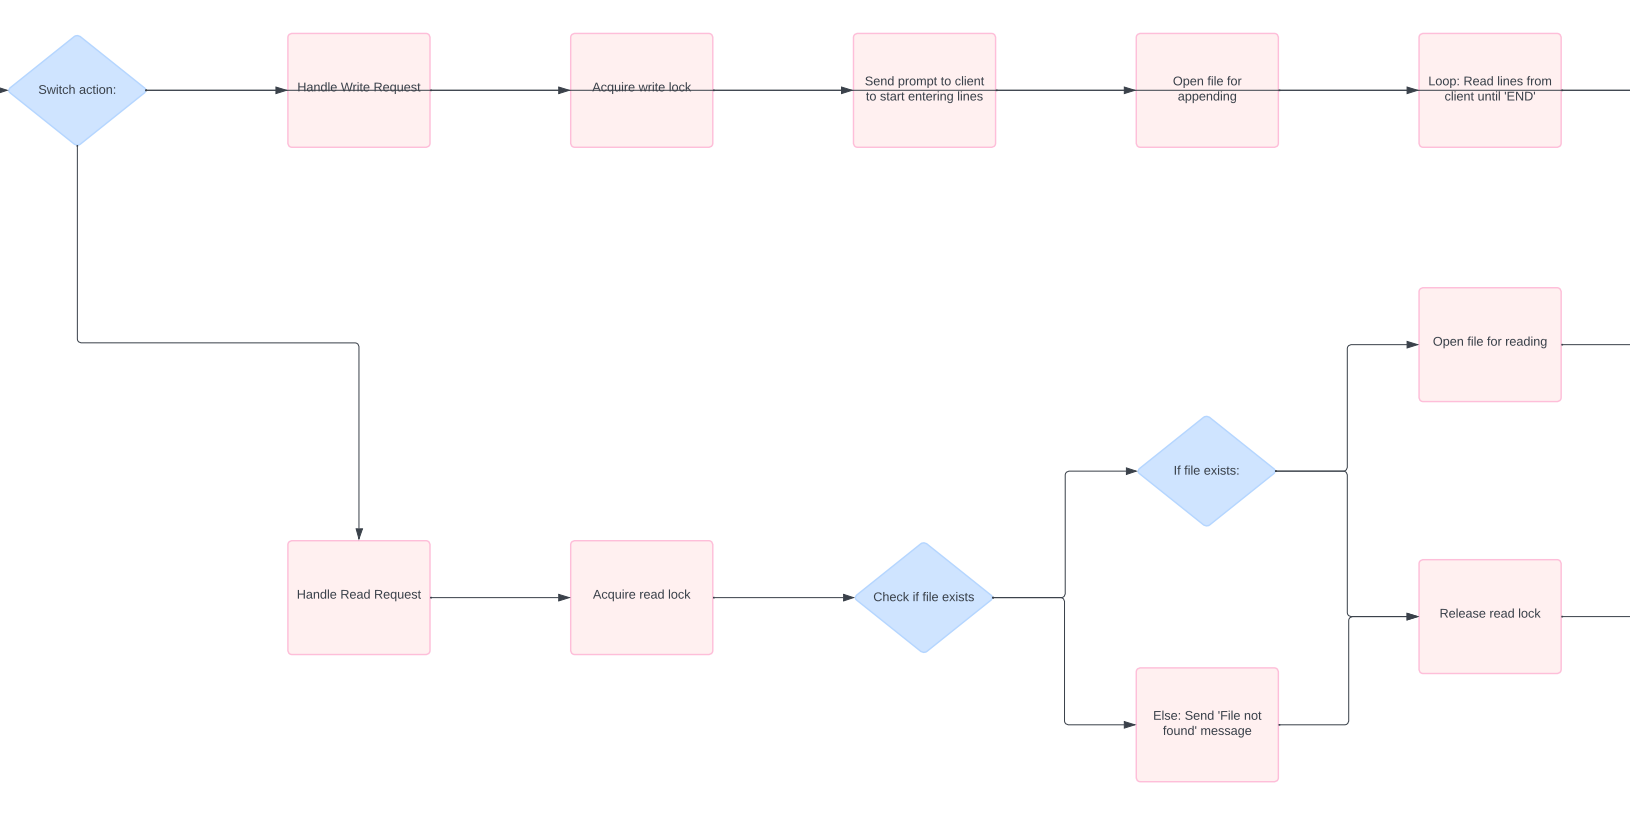 Switch action:
Handle Write Request
Acquire write lock
Send prompt to client
to start entering lines
Open file for
appending
Loop: Read lines from
client until 'END'
Open file for reading
If file exists:
Handle Read Request
Acquire read lock
Check if file exists
Release read lock
Else: Send 'File not
found' message